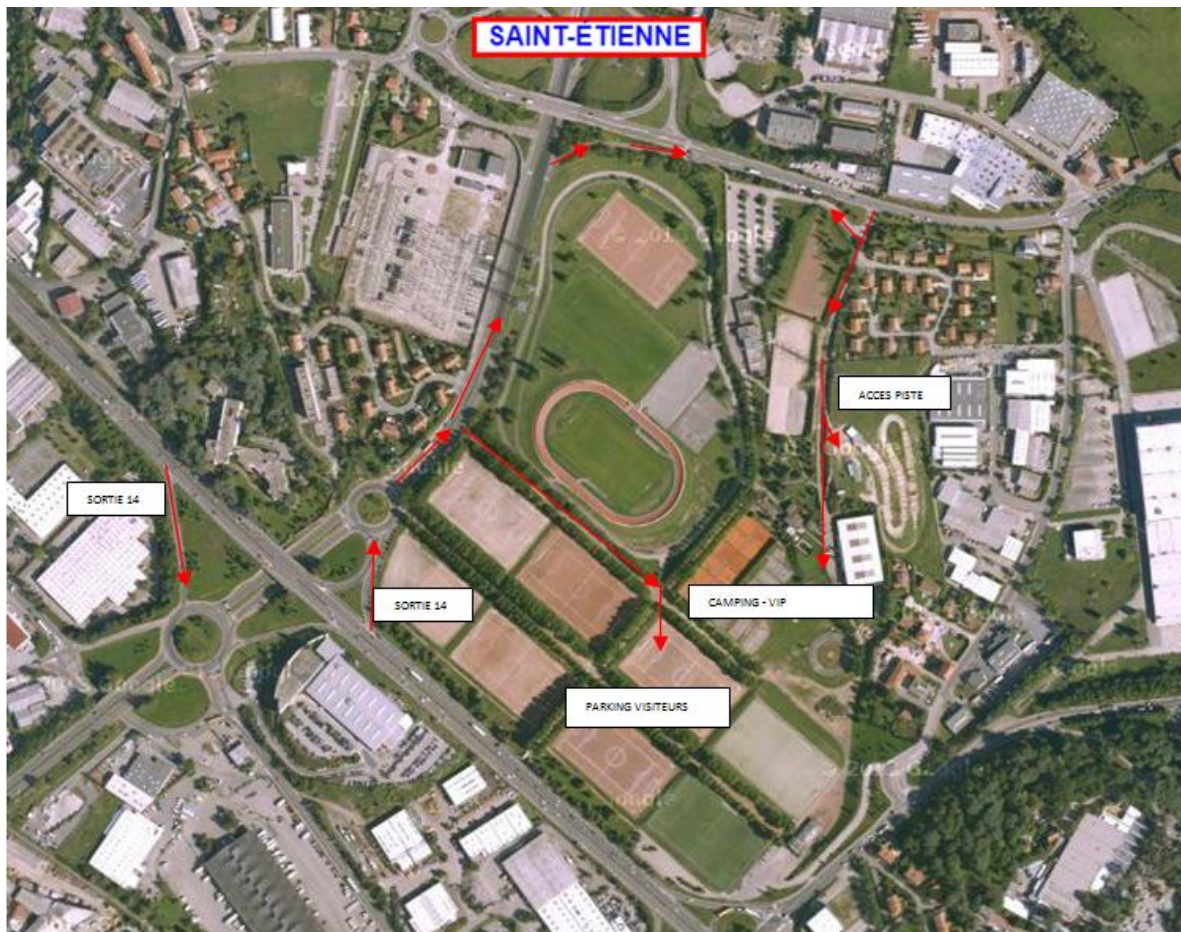 SAINT-ÉTIENNE
ACCES PISTE
SORTIE 14
SORTIE 14
CAMPING - VIP
PARKING VISITEURS